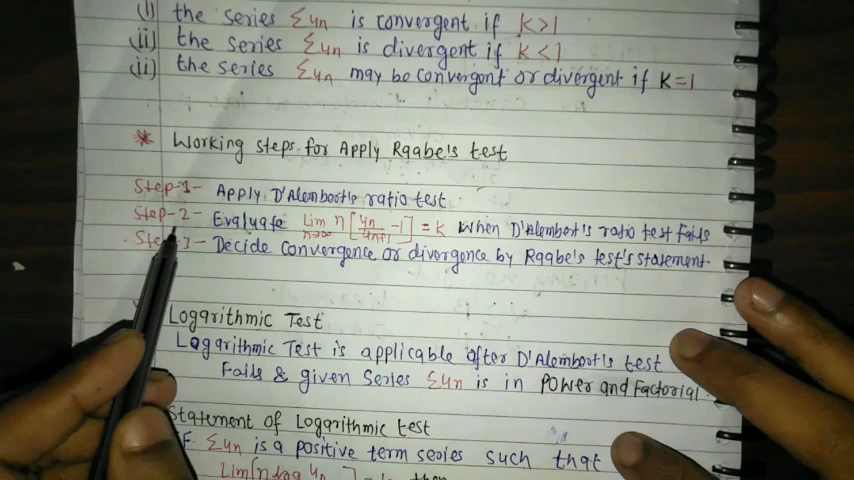 (i) the series Σun is convergent if K>1
(ii) the series Σun is divergent if K<1
(ii) the series Σun may be convergent or divergent if K=1
* Working steps for Apply Raabe's test
Step-1- Apply D'Alembert's ratio test
Step-2- Evaluate Lim n→∞ n[un/un+1 -1] = K When D'Alembert's ratio test fails
Step-3- Decide convergence or divergence by Raabe's test's statement.
Logarithmic Test
Logarithmic Test is applicable after D'Alembert's test
Fails & given series Σun is in Power and factorial.
Statement of Logarithmic test
IF Σun is a positive term series such that
Lim[n log un